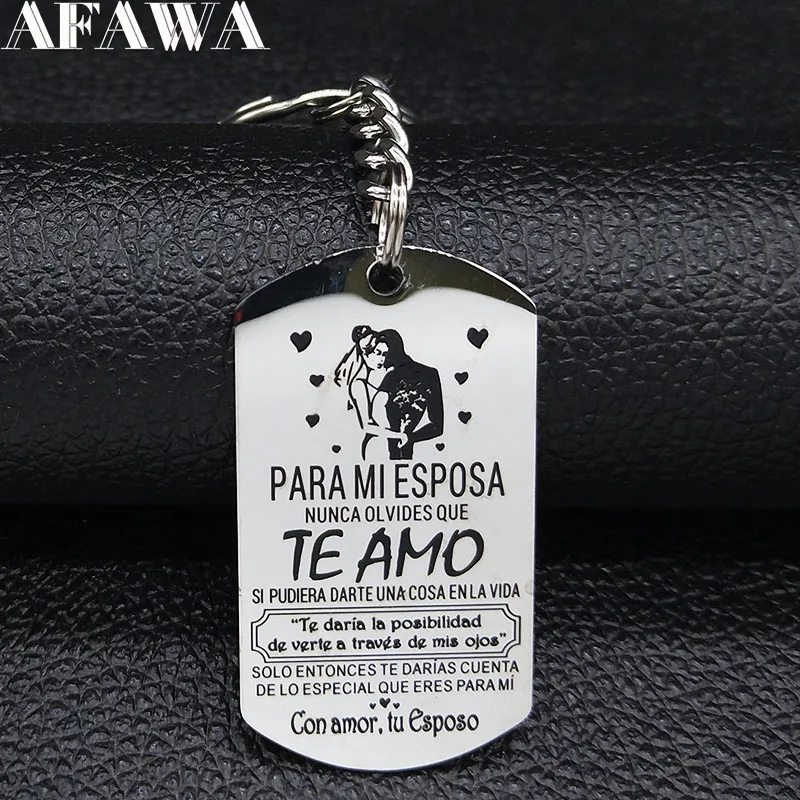 AFAWA
PARA MI ESPOSA
NUNCA OLVIDES QUE
TE AMO
SI PUDIERA DARTE UNA COSA EN LA VIDA
“Te daría la posibilidad
de verte a través de mis ojos”
SOLO ENTONCES TE DARÍAS CUENTA
DE LO ESPECIAL QUE ERES PARA MÍ
Con amor, tu Esposo